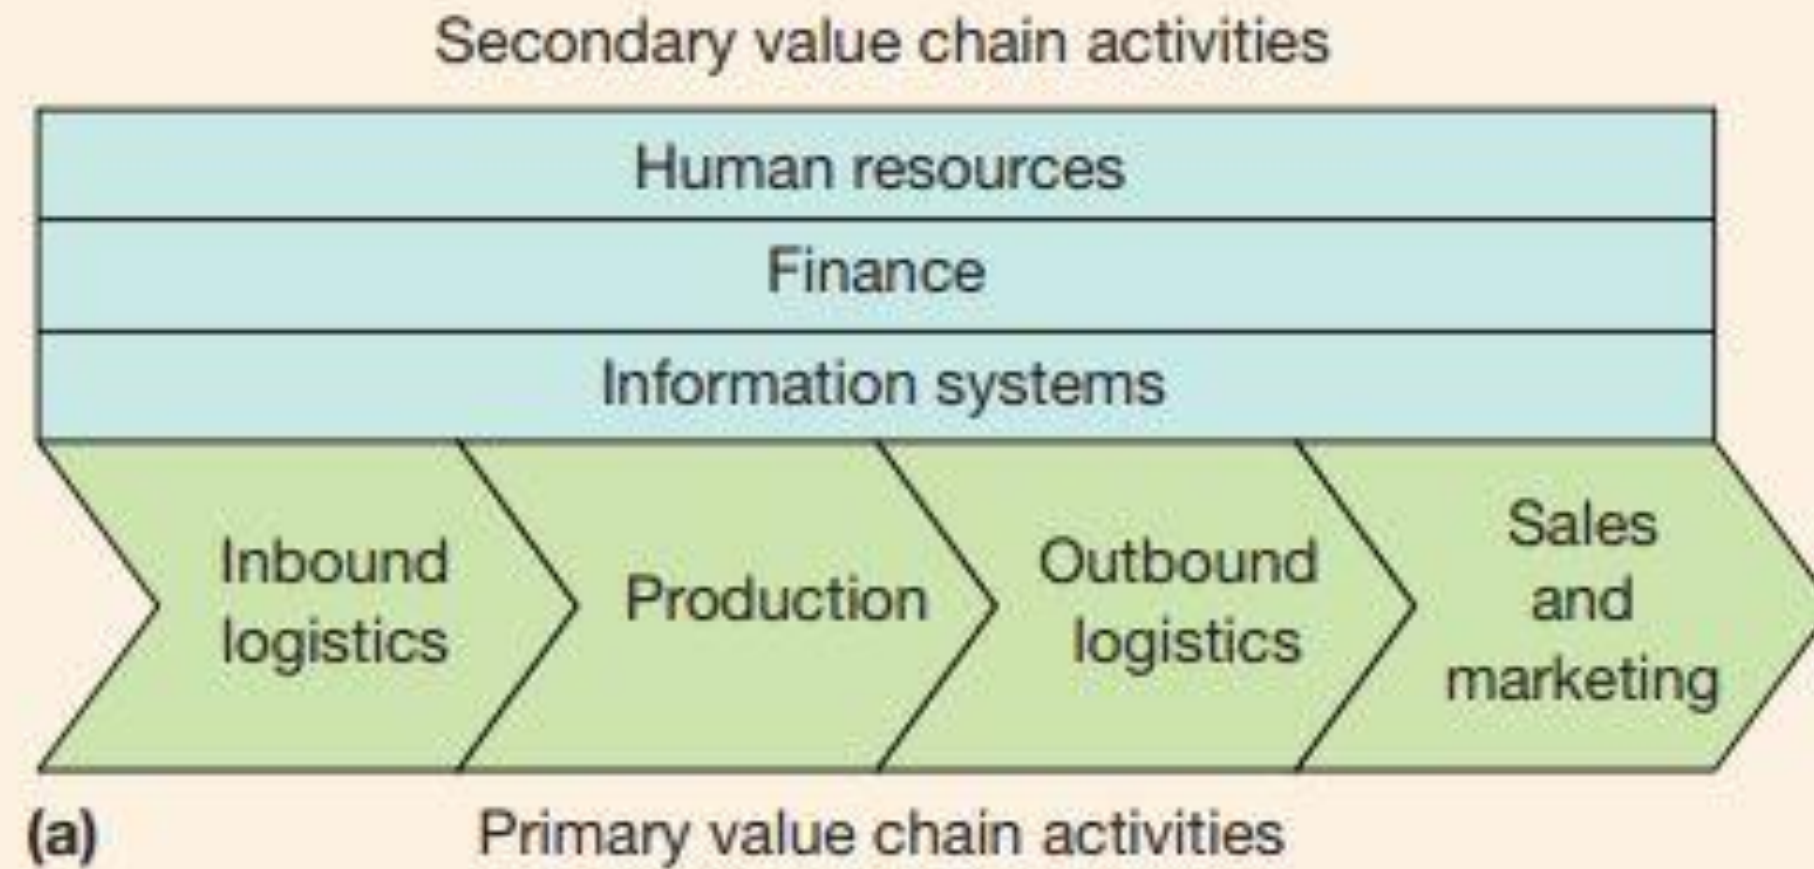 Secondary value chain activities
Human resources
Finance
Information systems
Inbound
logistics
Production
Outbound
logistics
Sales
and
marketing
(a)
Primary value chain activities